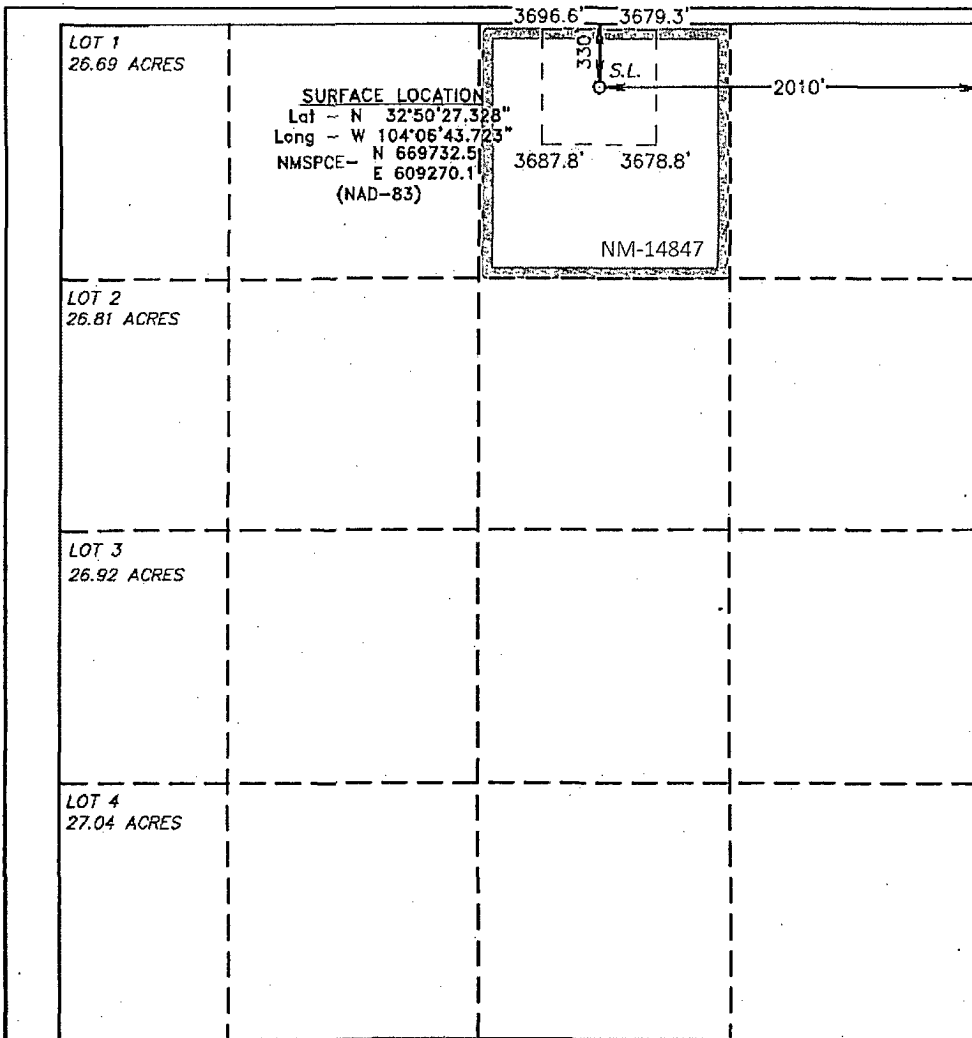 3696.6' 3679.3'
LOT 1
26.69 ACRES
330'
S.L.
2010'
SURFACE LOCATION
Lat - N 32°50'27.328"
Long - W 104°06'43.723"
NMSPCE- N 669732.5
E 609270.1
(NAD-83)
3687.8' 3678.8'
NM-14847
LOT 2
26.81 ACRES
LOT 3
26.92 ACRES
LOT 4
27.04 ACRES